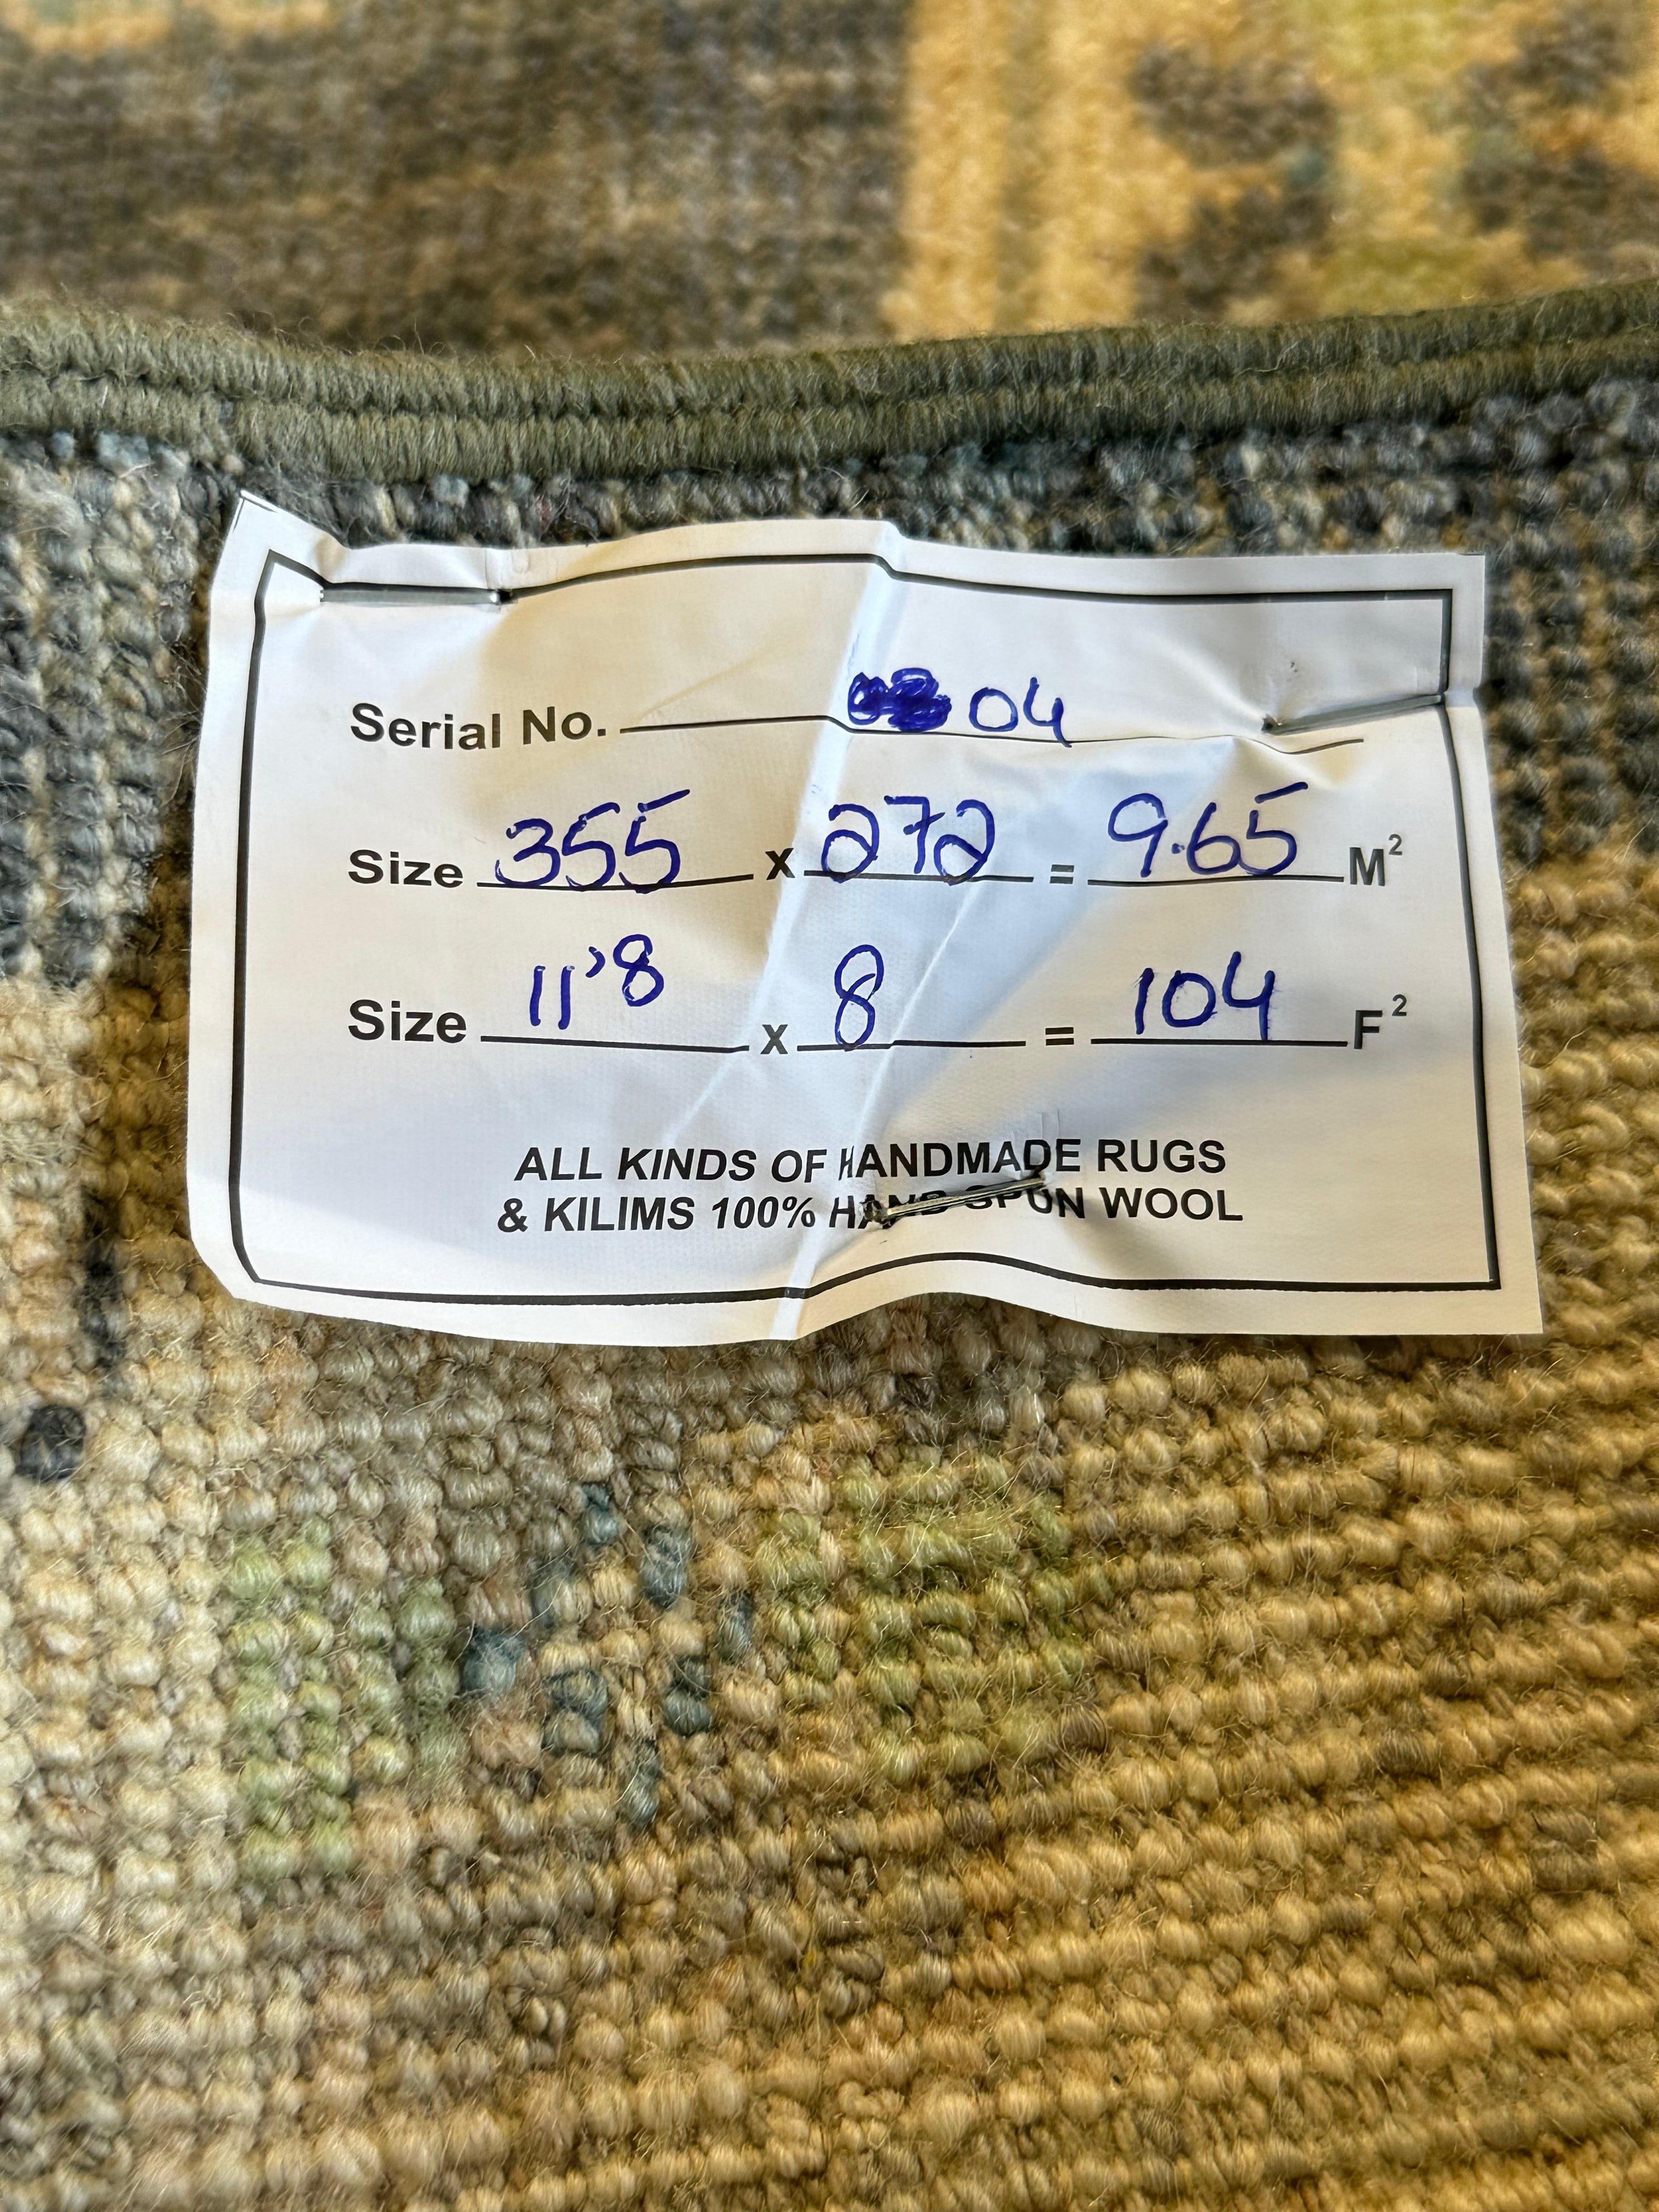 Serial No. 04
Size 355 x 272 = 9.65 M²
Size 11'8 x 8 = 104 F²
ALL KINDS OF HANDMADE RUGS
& KILIMS 100% HAND SPUN WOOL